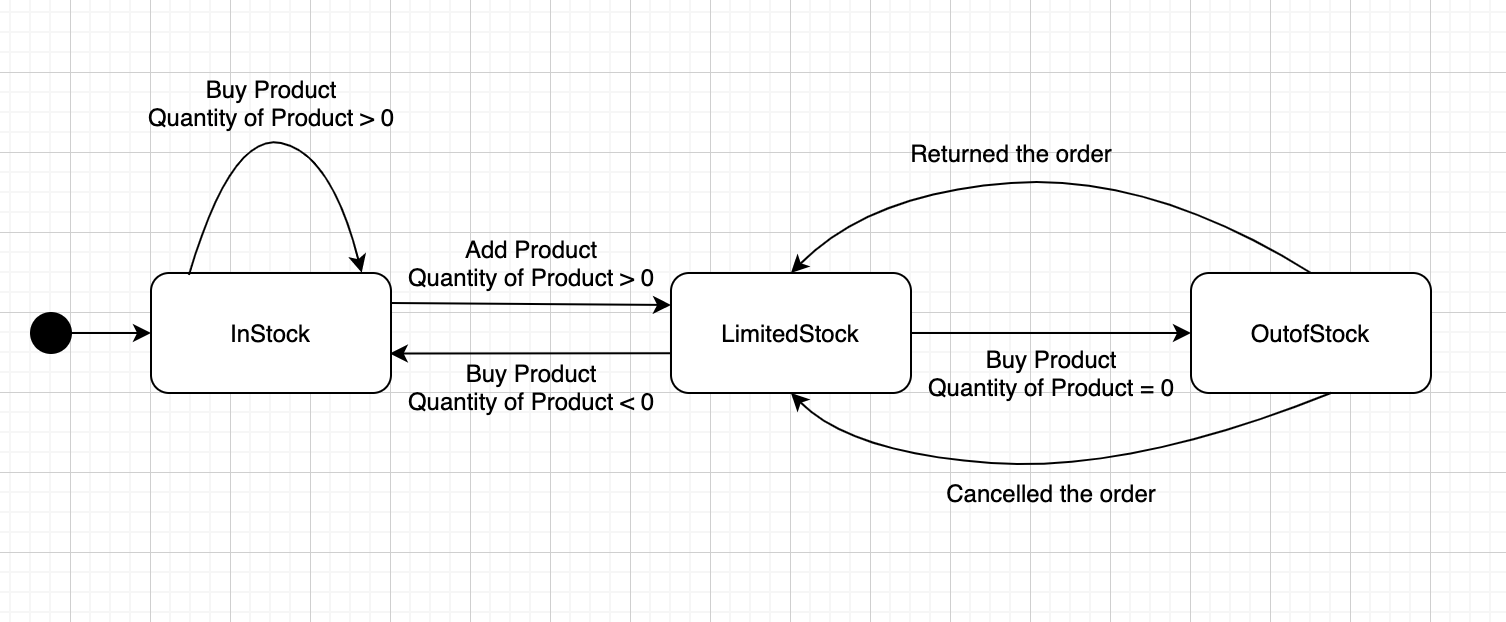 Buy Product
Quantity of Product > 0
Returned the order
Add Product
Quantity of Product > 0
InStock
LimitedStock
OutofStock
Buy Product
Quantity of Product < 0
Buy Product
Quantity of Product = 0
Cancelled the order